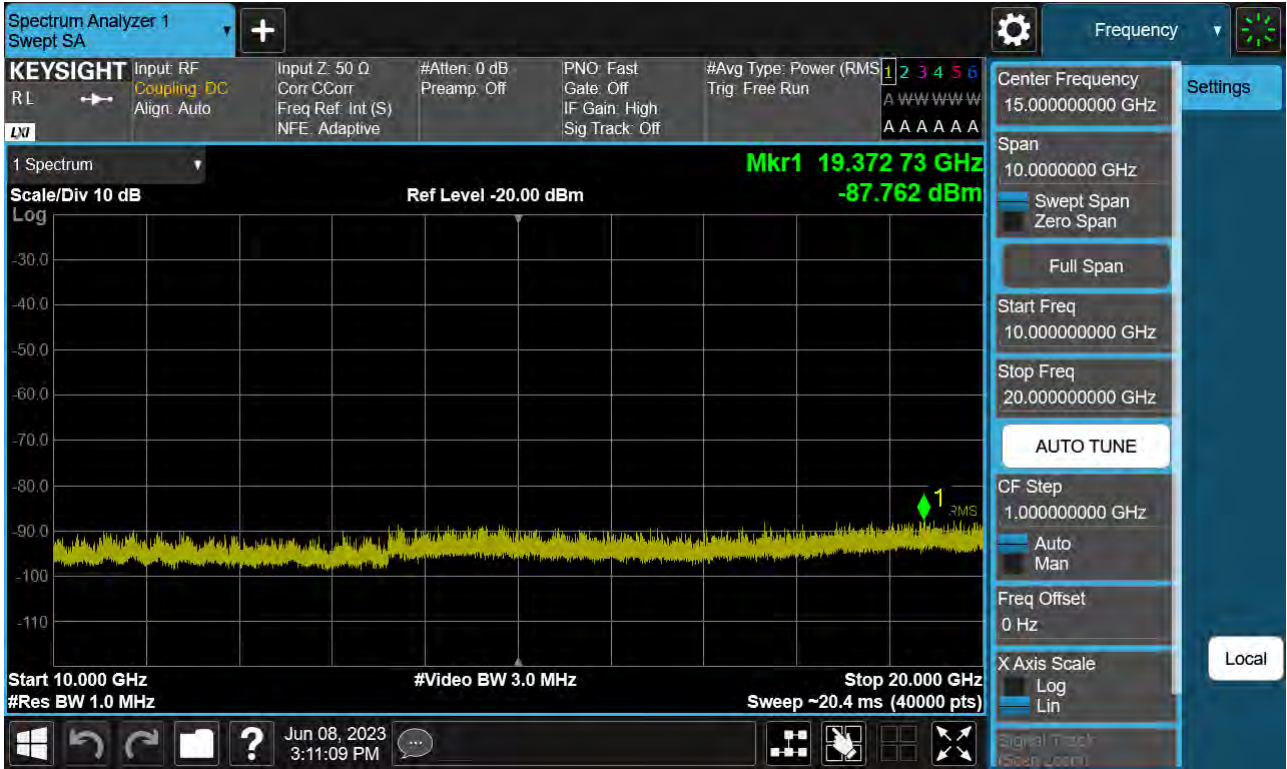 Spectrum Analyzer 1
Swept SA
+
Frequency
KEYSIGHT
R L
LXI
Input: RF
Coupling: DC
Align: Auto
Input Z: 50 Ω
Corr CCorr
Freq Ref: Int (S)
NFE: Adaptive
#Atten: 0 dB
Preamp: Off
PNO: Fast
Gate: Off
IF Gain: High
Sig Track: Off
#Avg Type: Power (RMS
Trig: Free Run
1 2 3 4 5 6
A W W W W W
A A A A A A
1 Spectrum
Scale/Div 10 dB
Ref Level -20.00 dBm
Mkr1 19.372 73 GHz
-87.762 dBm
Log
-30.0
-40.0
-50.0
-60.0
-70.0
-80.0
-90.0
-100
-110
1
RMS
Start 10.000 GHz
#Video BW 3.0 MHz
Stop 20.000 GHz
#Res BW 1.0 MHz
Sweep ~20.4 ms (40000 pts)
Center Frequency
15.000000000 GHz
Span
10.0000000 GHz
Swept Span
Zero Span
Full Span
Start Freq
10.000000000 GHz
Stop Freq
20.000000000 GHz
AUTO TUNE
CF Step
1.000000000 GHz
Auto
Man
Freq Offset
0 Hz
X Axis Scale
Log
Lin
Signal Track
(Span Zoom)
Settings
Local
?
Jun 08, 2023
3:11:09 PM